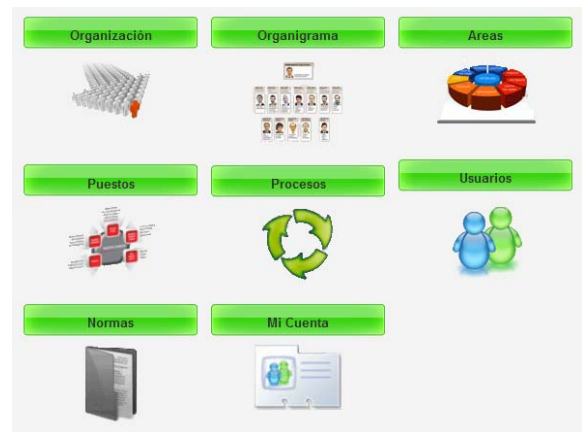 Organización
Organigrama
Areas
Puestos
Procesos
Usuarios
Normas
Mi Cuenta